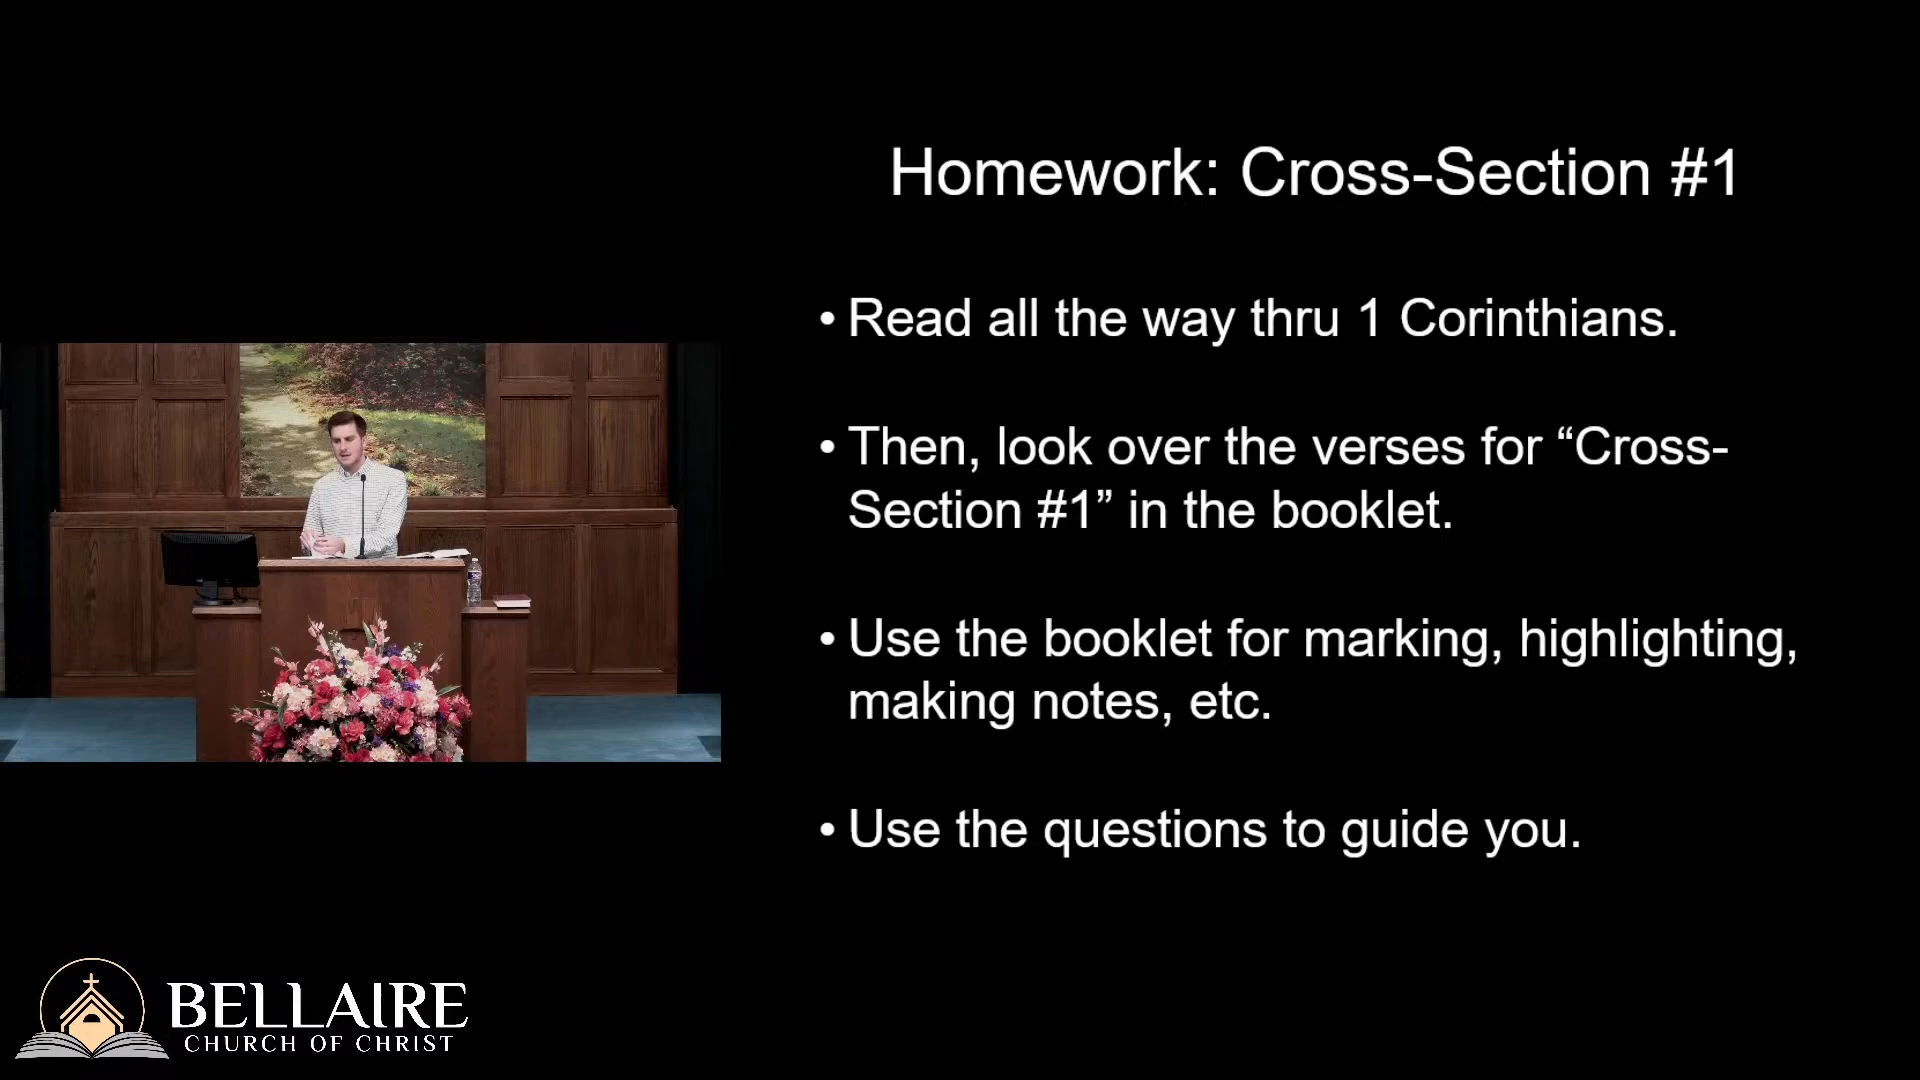 Homework: Cross-Section #1
• Read all the way thru 1 Corinthians.
• Then, look over the verses for “Cross-
Section #1” in the booklet.
• Use the booklet for marking, highlighting,
making notes, etc.
• Use the questions to guide you.
BELLAIRE
CHURCH OF CHRIST